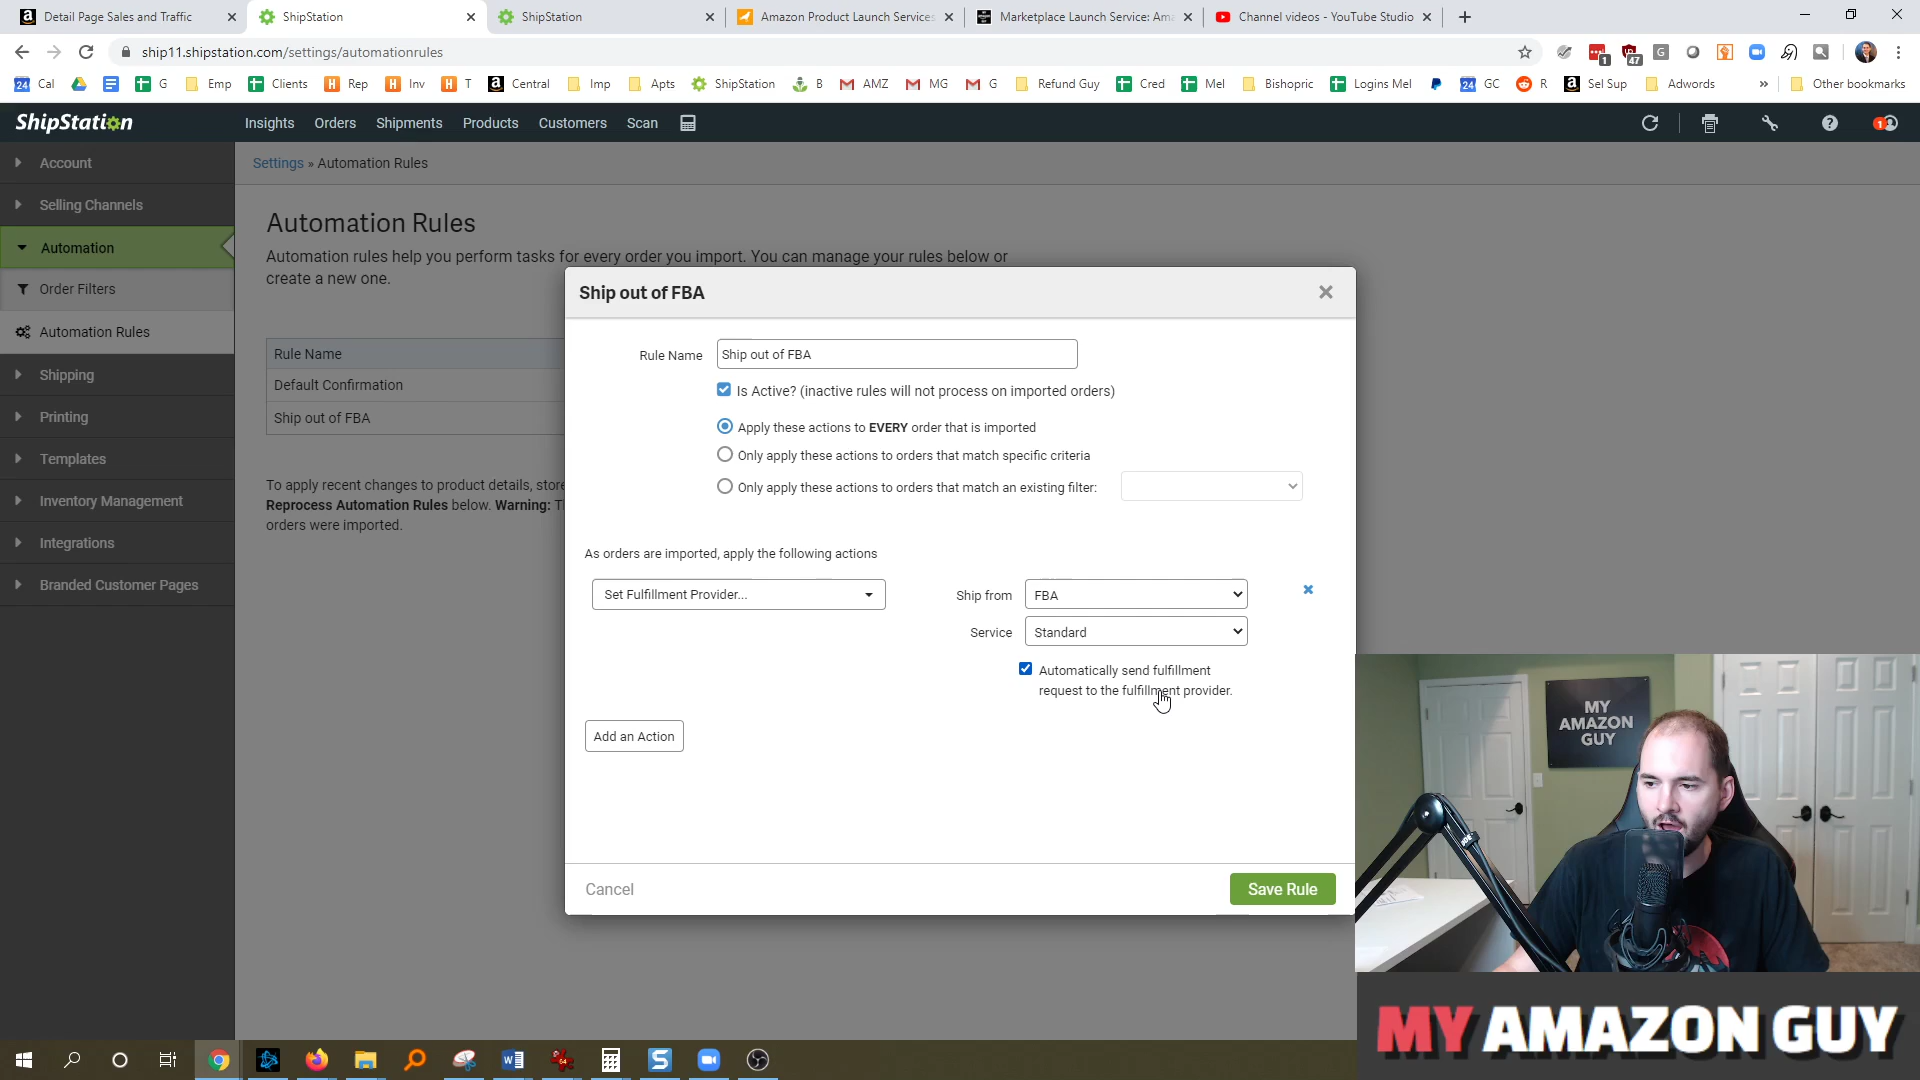 Detail Page Sales and Traffic
ShipStation
ShipStation
Amazon Product Launch Services
Marketplace Launch Service: Ama
Channel videos - YouTube Studio
ship11.shipstation.com/settings/automationrules
1
47
G
24 Cal
G
Emp
Clients
H Rep
H Inv
H T
a Central
Imp
Apts
ShipStation
B
AMZ
MG
G
Refund Guy
Cred
Mel
Bishopric
Logins Mel
24 GC
R
a Sel Sup
Adwords
»
Other bookmarks
ShipStation
Insights
Orders
Shipments
Products
Customers
Scan
1
Account
Selling Channels
Automation
Order Filters
Automation Rules
Shipping
Printing
Templates
Inventory Management
Integrations
Branded Customer Pages
Settings » Automation Rules
Automation Rules
Automation rules help you perform tasks for every order you import. You can manage your rules below or
create a new one.
Rule Name
Default Confirmation
Ship out of FBA
To apply recent changes to product details, store
Reprocess Automation Rules below. Warning:
orders were imported.
Ship out of FBA
Rule Name
Ship out of FBA
Is Active? (inactive rules will not process on imported orders)
Apply these actions to EVERY order that is imported
Only apply these actions to orders that match specific criteria
Only apply these actions to orders that match an existing filter:
As orders are imported, apply the following actions
Set Fulfillment Provider...
Ship from
FBA
Service
Standard
Automatically send fulfillment
request to the fulfillment provider.
Add an Action
Cancel
Save Rule
MY
AMAZON
GUY
MY AMAZON GUY